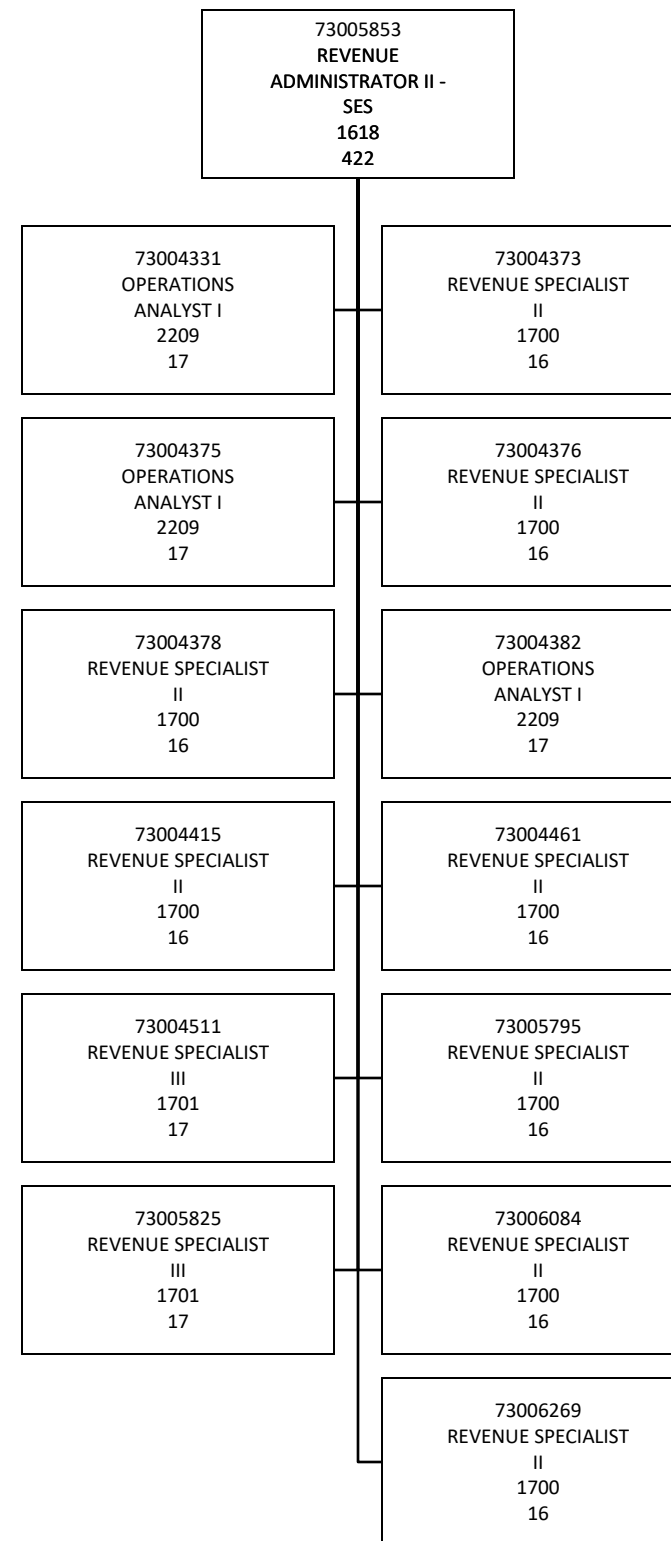 73005853
REVENUE
ADMINISTRATOR II -
SES
1618
422
73004331
OPERATIONS
ANALYST I
2209
17
73004373
REVENUE SPECIALIST
II
1700
16
73004375
OPERATIONS
ANALYST I
2209
17
73004376
REVENUE SPECIALIST
II
1700
16
73004378
REVENUE SPECIALIST
II
1700
16
73004382
OPERATIONS
ANALYST I
2209
17
73004415
REVENUE SPECIALIST
II
1700
16
73004461
REVENUE SPECIALIST
II
1700
16
73004511
REVENUE SPECIALIST
III
1701
17
73005795
REVENUE SPECIALIST
II
1700
16
73005825
REVENUE SPECIALIST
III
1701
17
73006084
REVENUE SPECIALIST
II
1700
16
73006269
REVENUE SPECIALIST
II
1700
16